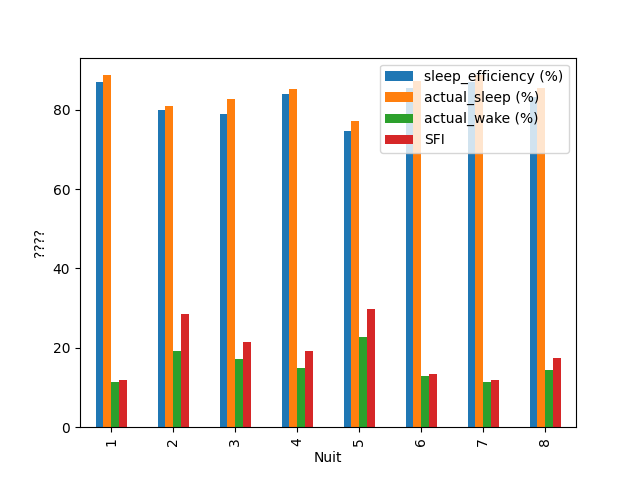 sleep_efficiency (%)
actual_sleep (%)
actual_wake (%)
SFI
80
60
40
20
0
????
1
2
3
4
5
6
7
8
Nuit